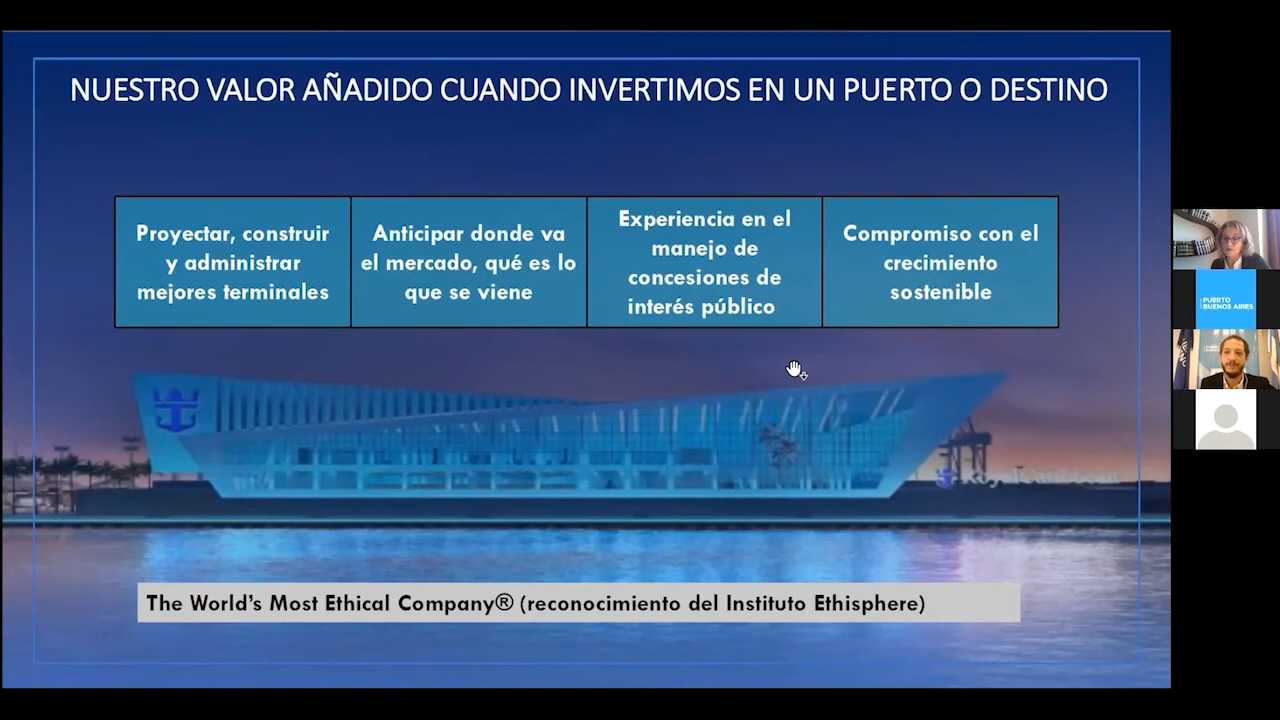 NUESTRO VALOR AÑADIDO CUANDO INVERTIMOS EN UN PUERTO O DESTINO
Proyectar, construir
y administrar
mejores terminales
Anticipar donde va
el mercado, qué es lo
que se viene
Experiencia en el
manejo de
concesiones de
interés público
Compromiso con el
crecimiento
sostenible
The World's Most Ethical Company® (reconocimiento del Instituto Ethisphere)
PUERTO
BUENOS AIRES